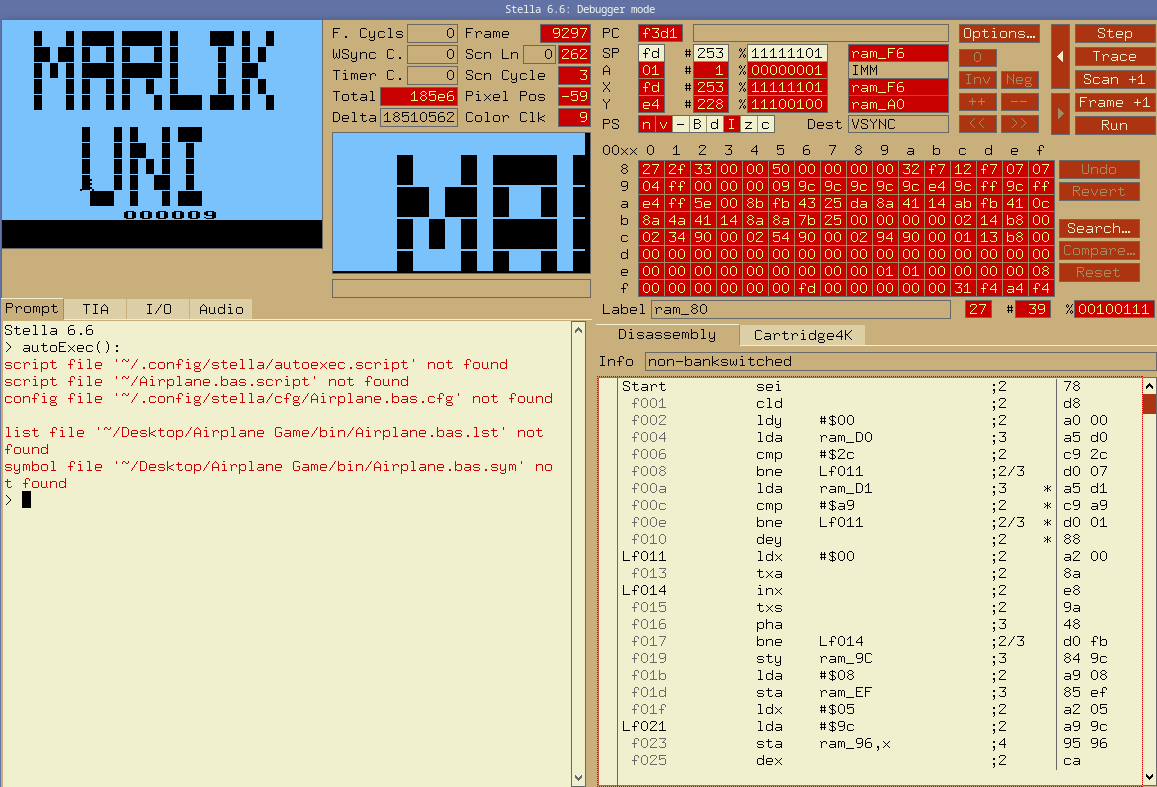 Stella 6.6: Debugger mode
MARLIK
UNI
000009
F. Cycls 0 Frame 9297
WSync C. 0 Scn Ln 0 262
Timer C. 0 Scn Cycle 3
Total 185e6 Pixel Pos -59
Delta 18510562 Color Clk 9
PC f3d1
SP fd #253 %11111101 ram_F6
A 01 # 1 %00000001 IMM
X fd #253 %11111101 ram_F6
Y e4 #228 %11100100 ram_A0
PS n v - B d I z c Dest VSYNC
Options… Step
0 Trace
Inv Neg Scan +1
++ -- Frame +1
<< >> Run
00xx 0 1 2 3 4 5 6 7 8 9 a b c d e f
8 27 2f 33 00 00 50 00 00 00 00 32 f7 12 f7 07 07
9 04 ff 00 00 00 09 9c 9c 9c 9c 9c e4 9c ff 9c ff
a e4 ff 5e 00 8b fb 43 25 da 8a 41 14 ab fb 41 0c
b 8a 4a 41 14 8a 8a 7b 25 00 00 00 00 02 14 b8 00
c 02 34 90 00 02 54 90 00 02 94 90 00 01 13 b8 00
d 00 00 00 00 00 00 00 00 00 00 00 00 00 00 00 00
e 00 00 00 00 00 00 00 00 00 01 01 00 00 00 00 08
f 00 00 00 00 00 00 fd 00 00 00 00 00 31 f4 a4 f4
Undo
Revert
Search…
Compare…
Reset
Label ram_80 27 # 39 %00100111
Prompt TIA I/O Audio
Stella 6.6
> autoExec():
script file '~/.config/stella/autoexec.script' not found
script file '~/Airplane.bas.script' not found
config file '~/.config/stella/cfg/Airplane.bas.cfg' not found
list file '~/Desktop/Airplane Game/bin/Airplane.bas.lst' not
found
symbol file '~/Desktop/Airplane Game/bin/Airplane.bas.sym' no
t found
>
Disassembly Cartridge4K
Info non-bankswitched
Start sei ;2 78
f001 cld ;2 d8
f002 ldy #$00 ;2 a0 00
f004 lda ram_D0 ;3 a5 d0
f006 cmp #$2c ;2 c9 2c
f008 bne Lf011 ;2/3 d0 07
f00a lda ram_D1 ;3 * a5 d1
f00c cmp #$a9 ;2 * c9 a9
f00e bne Lf011 ;2/3 * d0 01
f010 dey ;2 * 88
Lf011 ldx #$00 ;2 a2 00
f013 txa ;2 8a
Lf014 inx ;2 e8
f015 txs ;2 9a
f016 pha ;3 48
f017 bne Lf014 ;2/3 d0 fb
f019 sty ram_9C ;3 84 9c
f01b lda #$08 ;2 a9 08
f01d sta ram_EF ;3 85 ef
f01f ldx #$05 ;2 a2 05
Lf021 lda #$9c ;2 a9 9c
f023 sta ram_96,x ;4 95 96
f025 dex ;2 ca